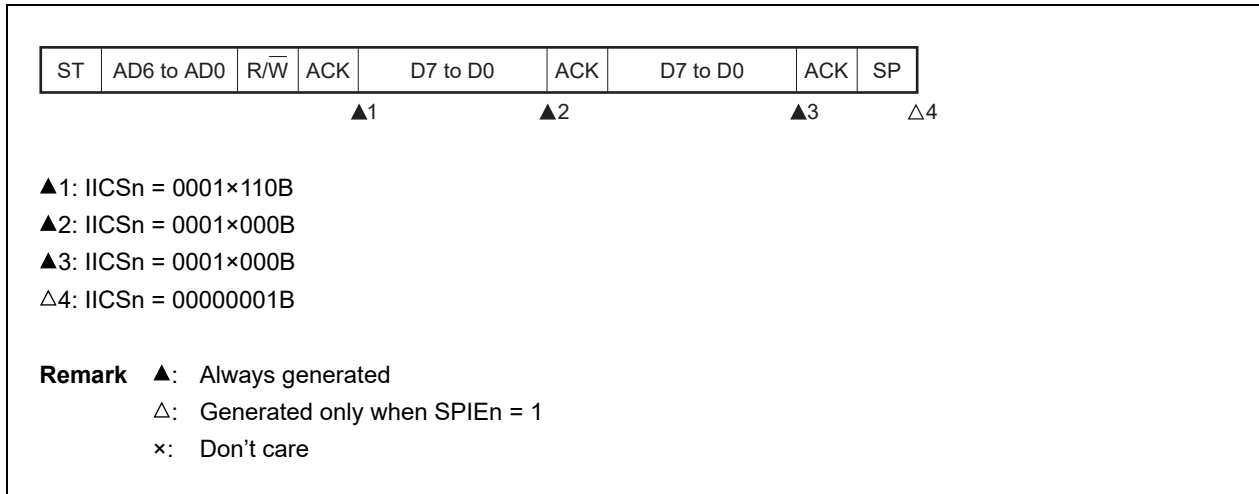 ST AD6 to AD0 R/W̅ ACK D7 to D0 ACK D7 to D0 ACK SP
▲1 ▲2 ▲3 △4
▲1: IICSn = 0001×110B
▲2: IICSn = 0001×000B
▲3: IICSn = 0001×000B
△4: IICSn = 00000001B
Remark ▲: Always generated
△: Generated only when SPIEn = 1
×: Don't care